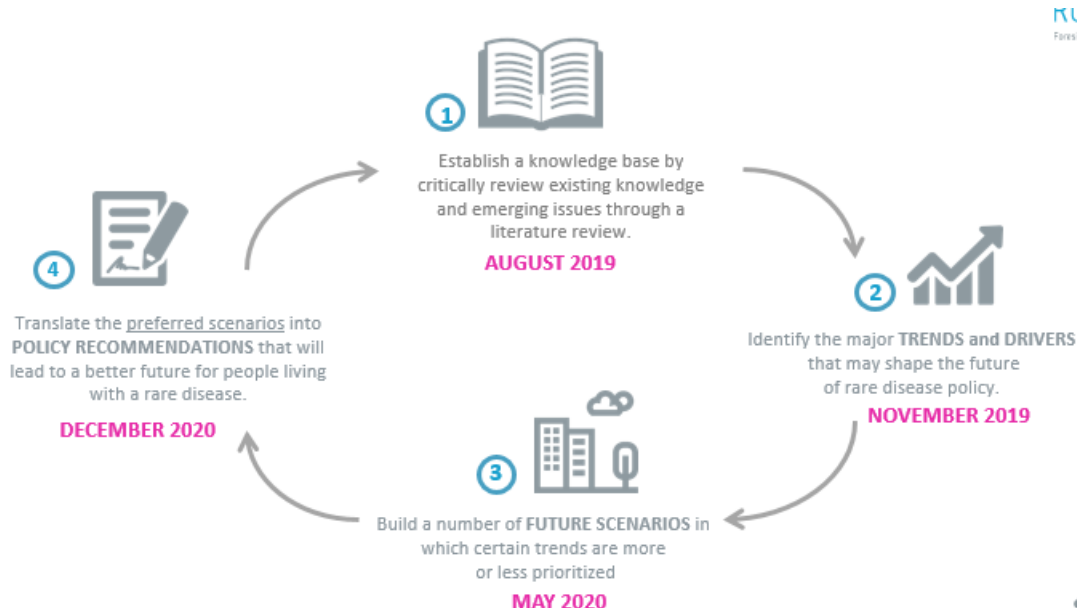 1
Establish a knowledge base by
critically review existing knowledge
and emerging issues through a
literature review.
AUGUST 2019
2
Identify the major TRENDS and DRIVERS
that may shape the future
of rare disease policy.
NOVEMBER 2019
3
Build a number of FUTURE SCENARIOS in
which certain trends are more
or less prioritized
MAY 2020
4
Translate the preferred scenarios into
POLICY RECOMMENDATIONS that will
lead to a better future for people living
with a rare disease.
DECEMBER 2020